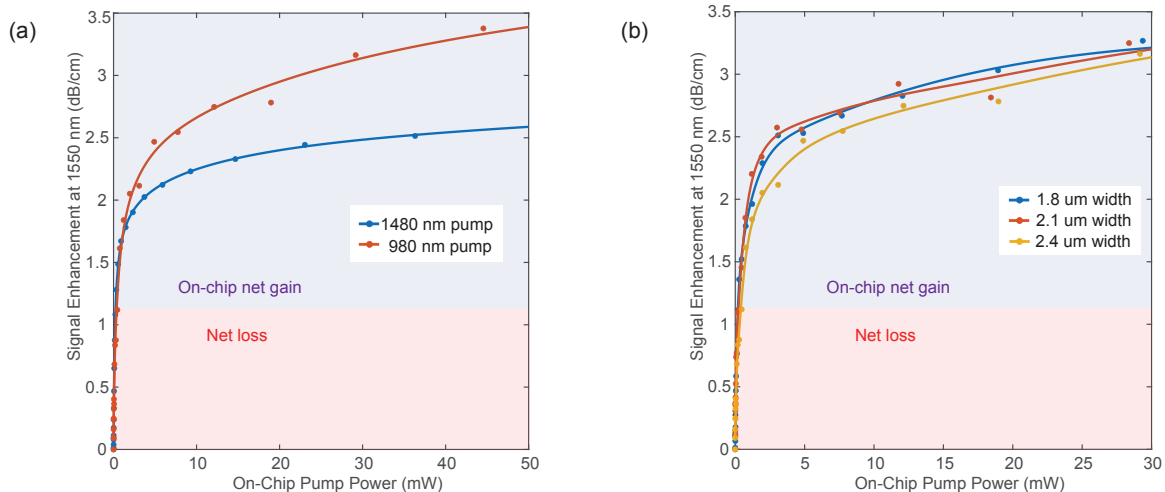 (a)
Signal Enhancement at 1550 nm (dB/cm)
3.5
3
2.5
2
1.5
1
0.5
0
1480 nm pump
980 nm pump
On-chip net gain
Net loss
0 10 20 30 40 50
On-Chip Pump Power (mW)
(b)
Signal Enhancement at 1550 nm (dB/cm)
3.5
3
2.5
2
1.5
1
0.5
0
1.8 um width
2.1 um width
2.4 um width
On-chip net gain
Net loss
0 5 10 15 20 25 30
On-Chip Pump Power (mW)